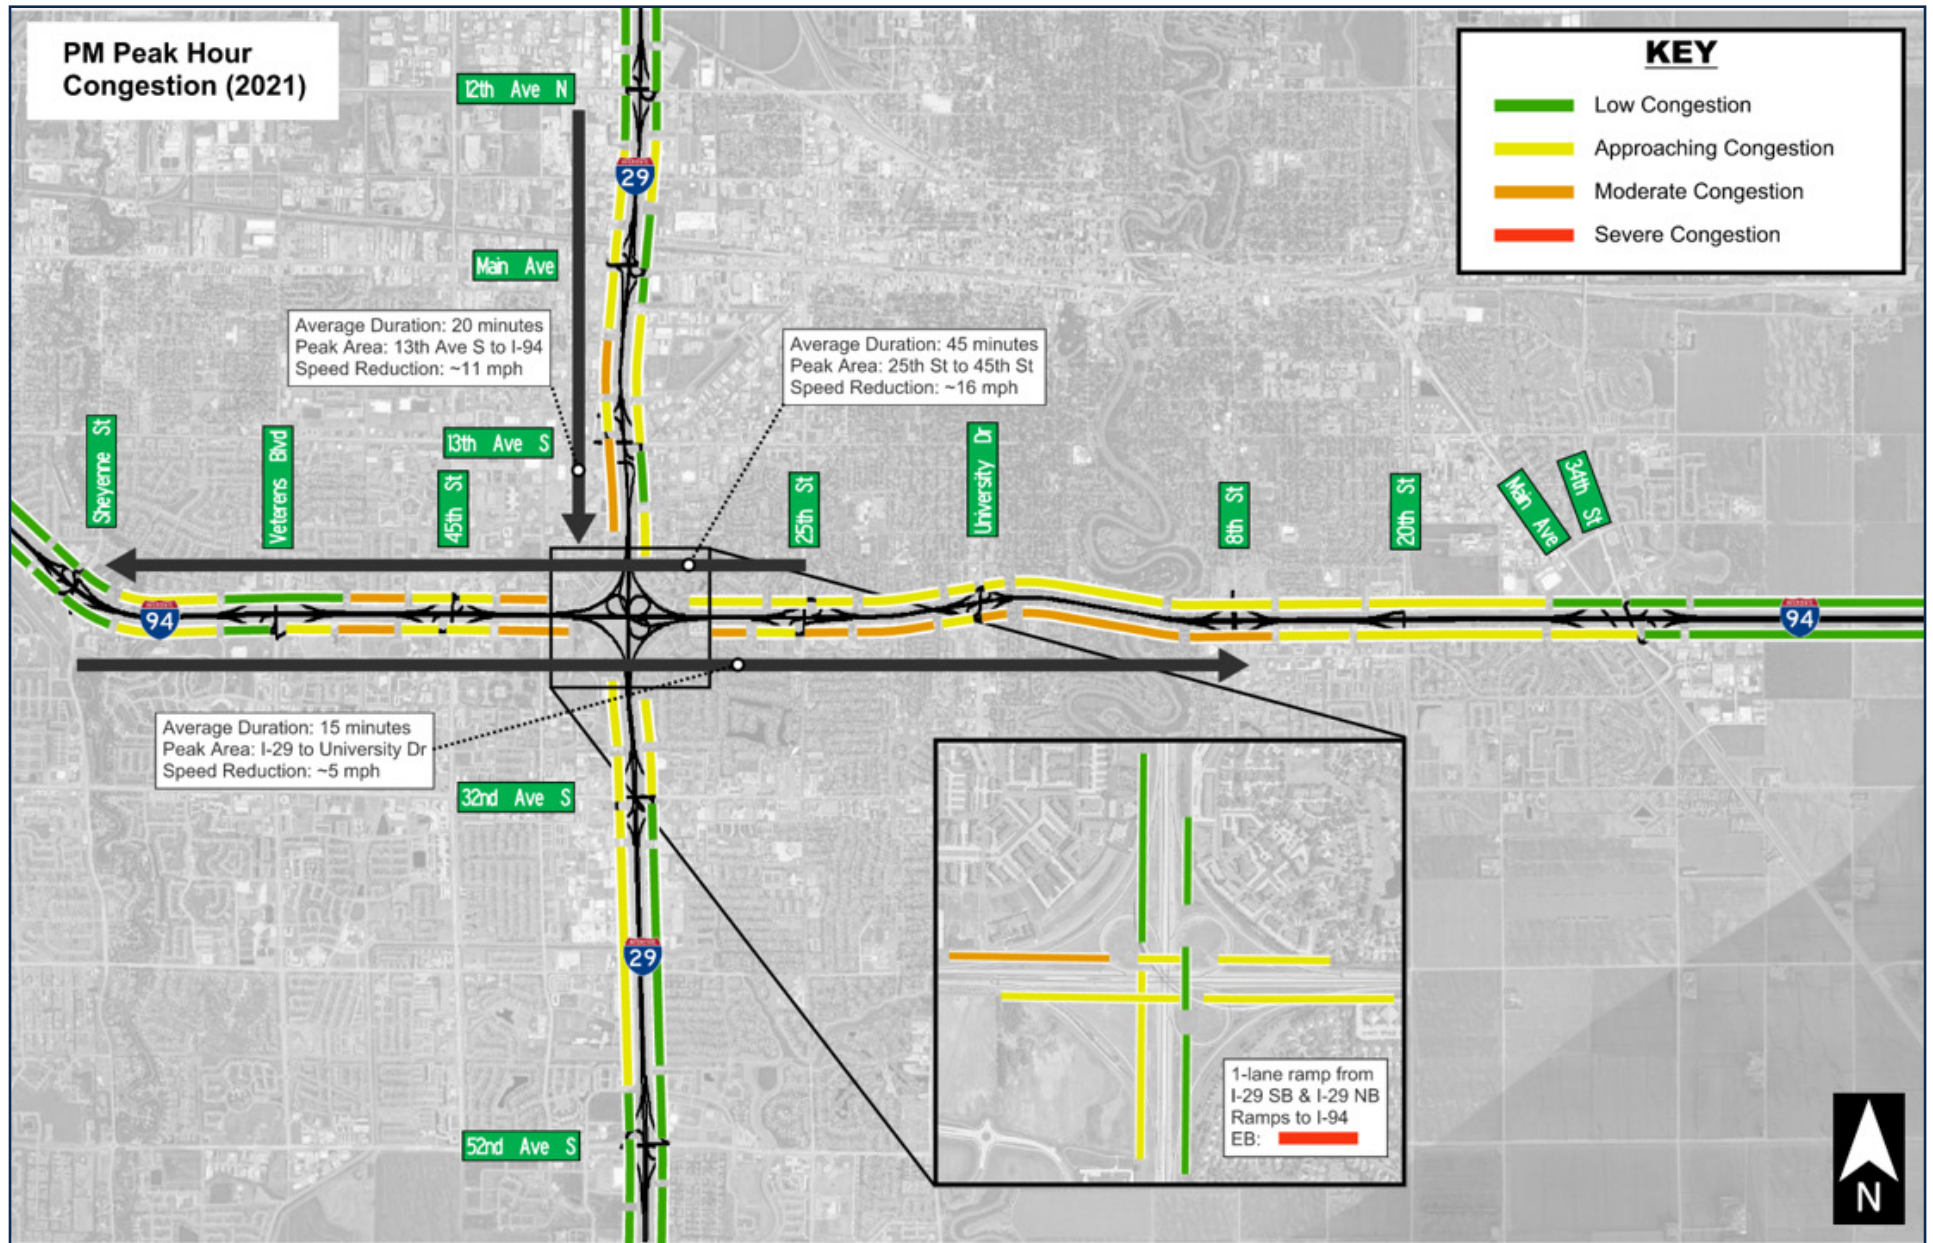 PM Peak Hour
Congestion (2021)
KEY
Low Congestion
Approaching Congestion
Moderate Congestion
Severe Congestion
12th Ave N
29
Main Ave
Average Duration: 20 minutes
Peak Area: 13th Ave S to I-94
Speed Reduction: ~11 mph
Average Duration: 45 minutes
Peak Area: 25th St to 45th St
Speed Reduction: ~16 mph
Sheyenne St
Veterens Blvd
13th Ave S
45th St
25th St
University Dr
8th St
20th St
Main Ave
34th St
94
94
Average Duration: 15 minutes
Peak Area: I-29 to University Dr
Speed Reduction: ~5 mph
32nd Ave S
29
1-lane ramp from
I-29 SB & I-29 NB
Ramps to I-94
EB:
52nd Ave S
N